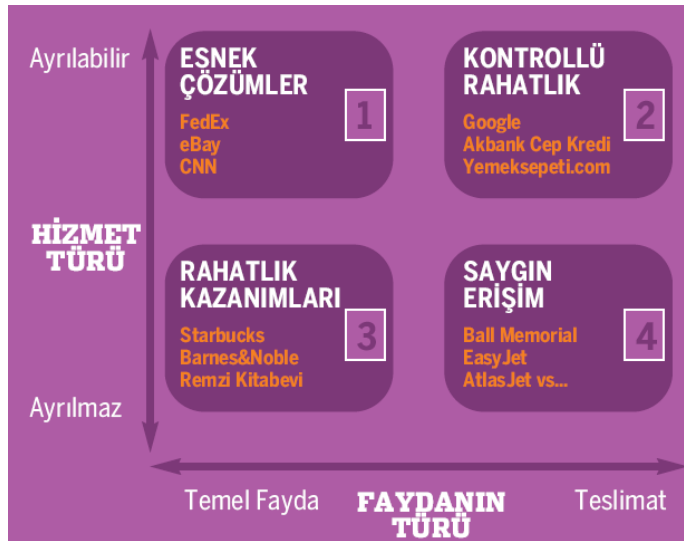 Ayrılabilir
ESNEK
ÇÖZÜMLER
FedEx
eBay
CNN
1
KONTROLLÜ
RAHATLIK
Google
Akbank Cep Kredi
Yemeksepeti.com
2
HİZMET
TÜRÜ
RAHATLIK
KAZANIMLARI
Starbucks
Barnes&Noble
Remzi Kitabevi
3
SAYGIN
ERİŞİM
Ball Memorial
EasyJet
AtlasJet vs...
4
Ayrılmaz
Temel Fayda
FAYDANIN
TÜRÜ
Teslimat